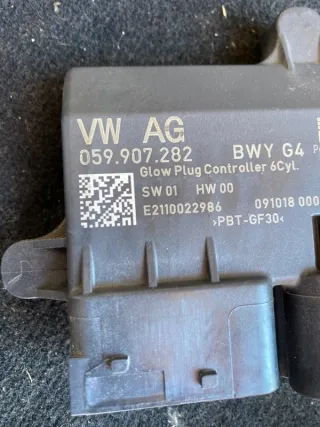 VW AG
059.907.282 BWY G4
Glow Plug Controller 6Cyl.
SW 01 HW 00
E2110022986 091018 000
>PBT-GF30<